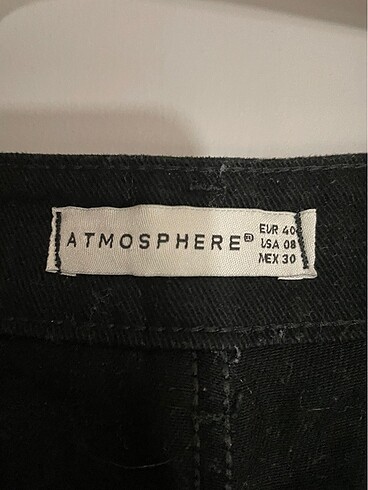 ATMOSPHERE
EUR 40
USA 08
MEX 30